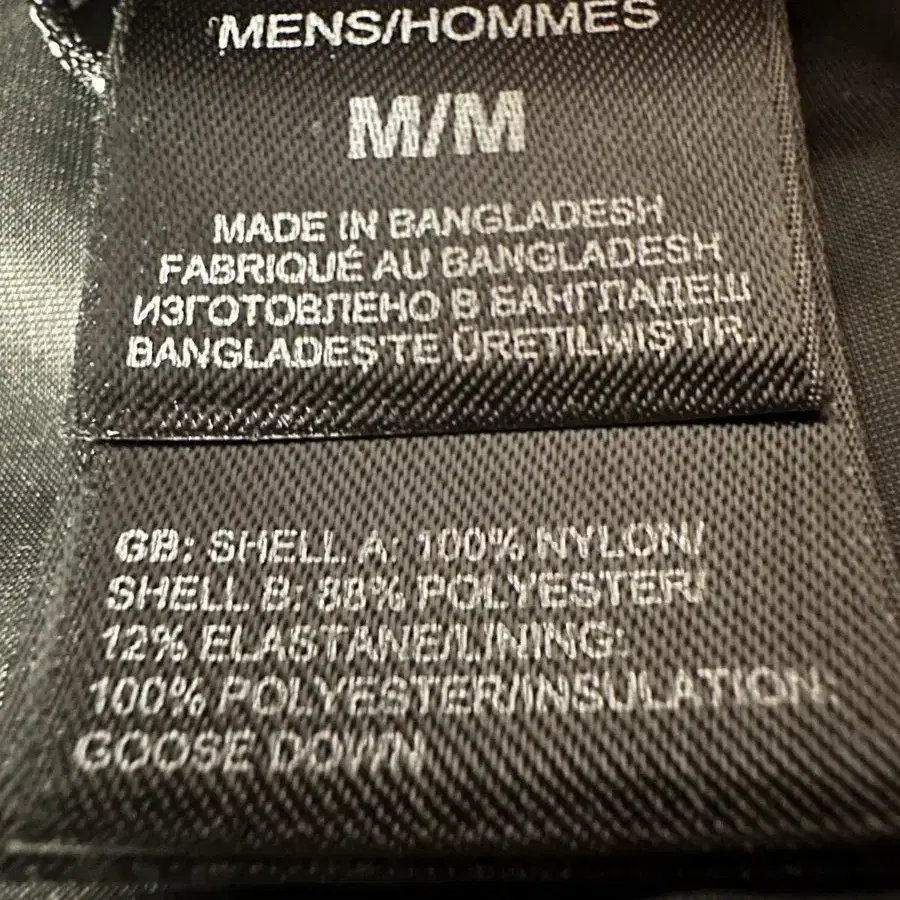 MENS/HOMMES
M/M
MADE IN BANGLADESH
FABRIQUÉ AU BANGLADESH
ИЗГОТОВЛЕНО В БАНГЛАДЕШ
BANGLADEŞ'TE ÜRETILMIŞTIR.
GB: SHELL A: 100% NYLON/
SHELL B: 88% POLYESTER/
12% ELASTANE/LINING:
100% POLYESTER/INSULATION:
GOOSE DOWN